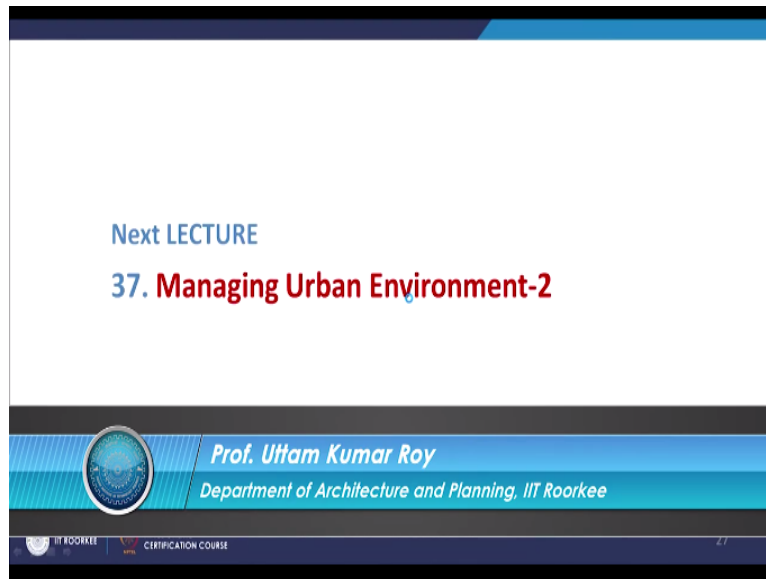 Next LECTURE
37. Managing Urban Environment-2
Prof. Uttam Kumar Roy
Department of Architecture and Planning, IIT Roorkee
IIT ROORKEE
CERTIFICATION COURSE
27